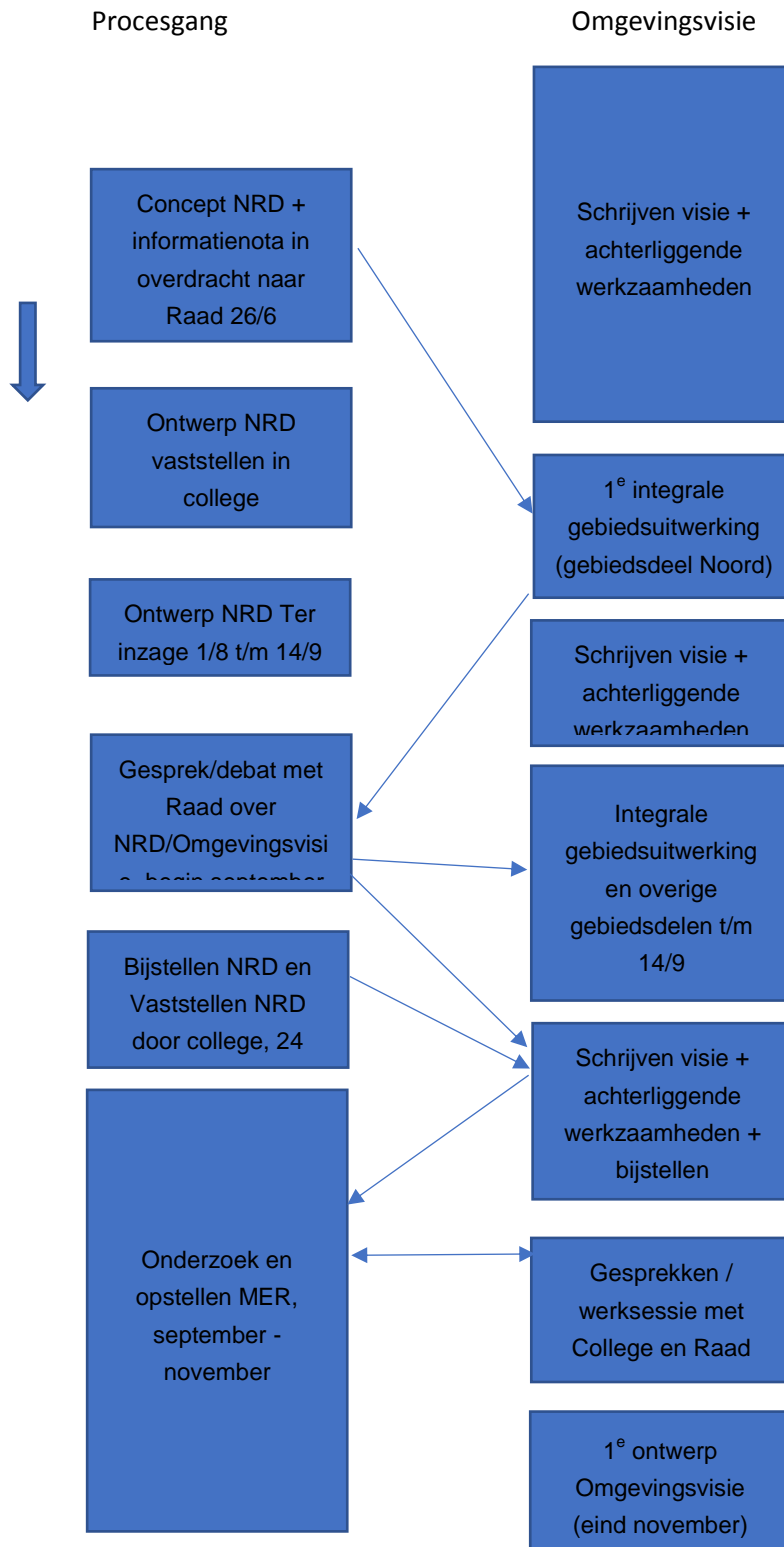 Procesgang
Omgevingsvisie
Concept NRD +
informatienota in
overdracht naar
Raad 26/6
Schrijven visie +
achterliggende
werkzaamheden
Ontwerp NRD
vaststellen in
college
1e integrale
gebiedsuitwerking
(gebiedsdeel Noord)
Ontwerp NRD Ter
inzage 1/8 t/m 14/9
Schrijven visie +
achterliggende
werkzaamheden
Gesprek/debat met
Raad over
NRD/Omgevingsvisi
e, begin september
Integrale
gebiedsuitwerking
en overige
gebiedsdelen t/m
14/9
Bijstellen NRD en
Vaststellen NRD
door college, 24
Schrijven visie +
achterliggende
werkzaamheden +
bijstellen
Onderzoek en
opstellen MER,
september -
november
Gesprekken /
werksessie met
College en Raad
1e ontwerp
Omgevingsvisie
(eind november)